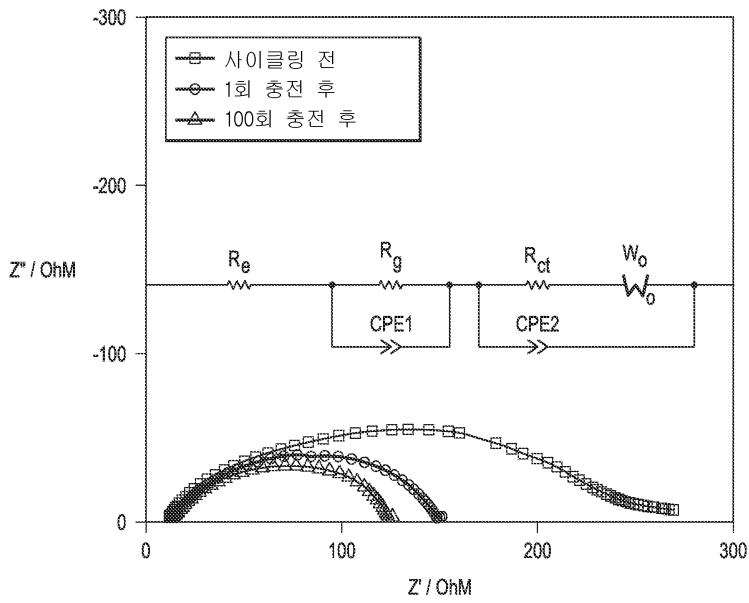 -300
사이클링 전
1회 충전 후
100회 충전 후
-200
Z" / OhM
Re
Rg
Rct
Wo
Wo
CPE1
CPE2
-100
0
0
100
200
300
Z' / OhM